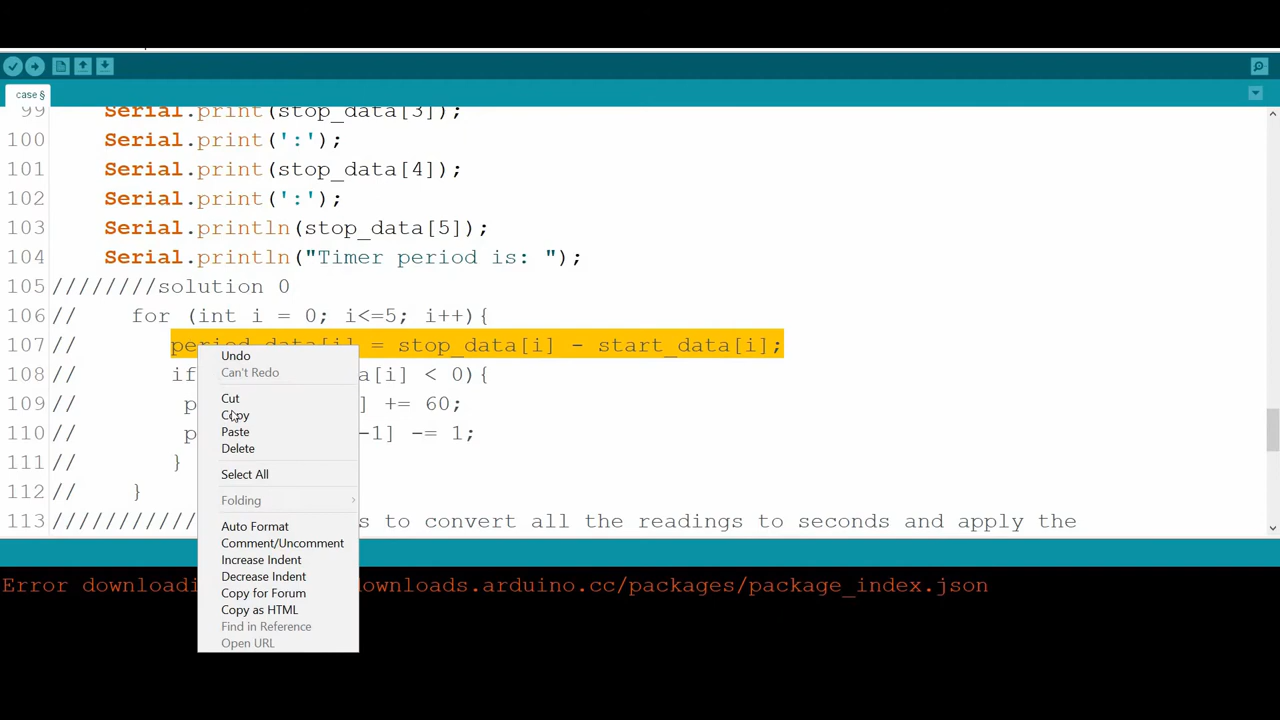 case §
99 Serial.print(stop_data[3]);
100 Serial.print(':');
101 Serial.print(stop_data[4]);
102 Serial.print(':');
103 Serial.println(stop_data[5]);
104 Serial.println("Timer period is: ");
105 ////////solution 0
106 // for (int i = 0; i<=5; i++){
107 // period_data[i] = stop_data[i] - start_data[i];
108 // if a[i] < 0){
109 // p ] += 60;
110 // p -1] -= 1;
111 // }
112 // }
113 //////////// s to convert all the readings to seconds and apply the
Undo
Can't Redo
Cut
Copy
Paste
Delete
Select All
Folding
Auto Format
Comment/Uncomment
Increase Indent
Decrease Indent
Copy for Forum
Copy as HTML
Find in Reference
Open URL
Error downloadi ownloads.arduino.cc/packages/package_index.json